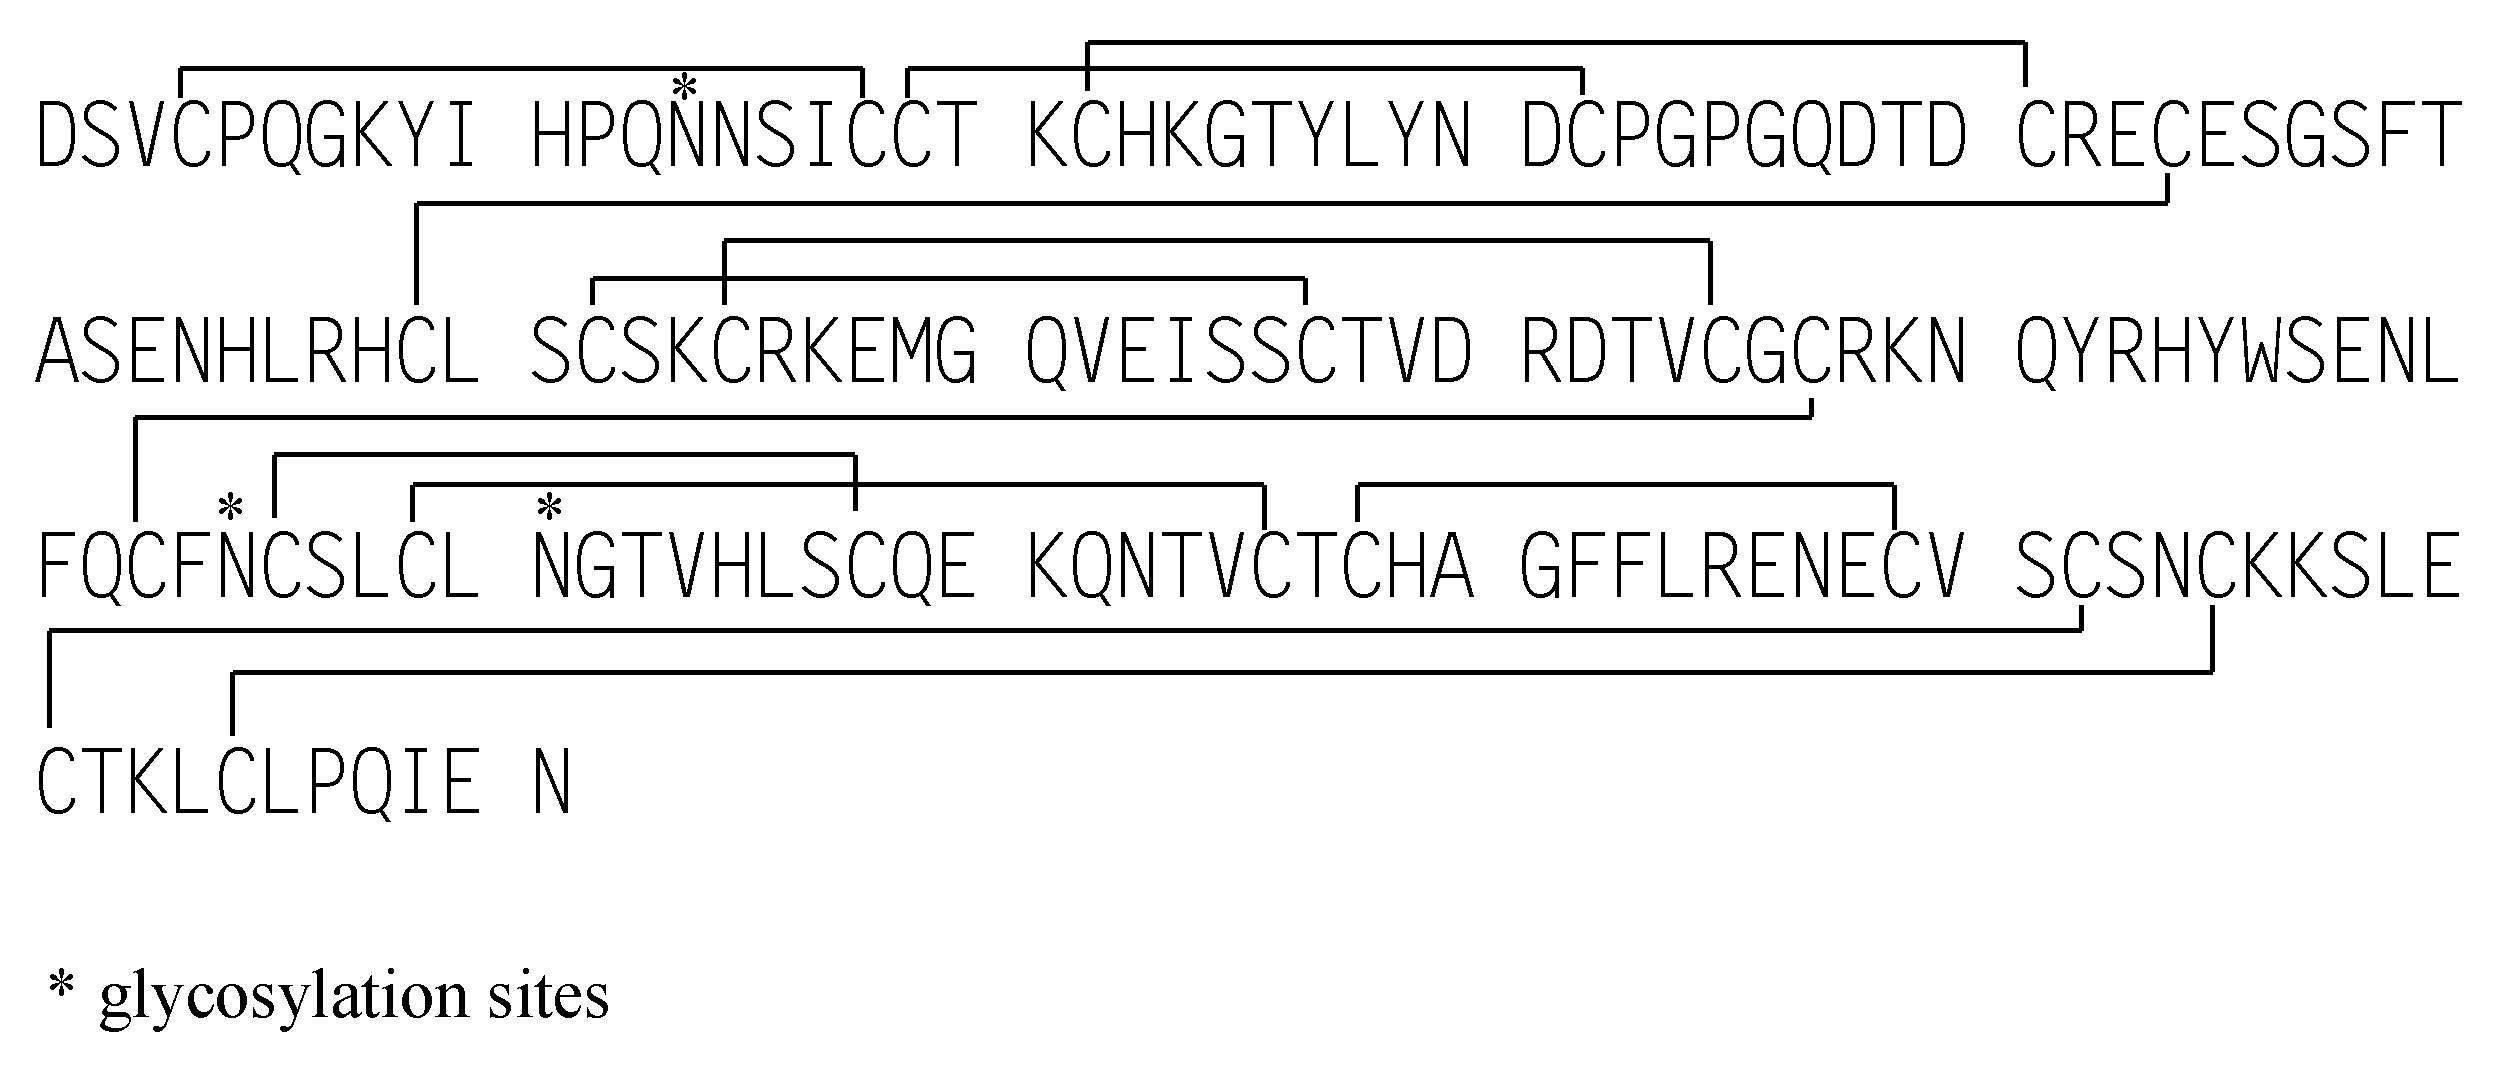 DSVCPQGKYI HPQNNSICCT KCHKGTYLYN DCPGPGQDTD CRECESGSFT
ASENHLRHCL SCSKCRKEMG QVEISSCTVD RDTVCGCRKN QYRHYWSENL
FQCFNCSLCL NGTVHLSCQE KQNTVCTCHA GFFLRENECV SCSNCKKSLE
CTKLCLPQIE N
* glycosylation sites